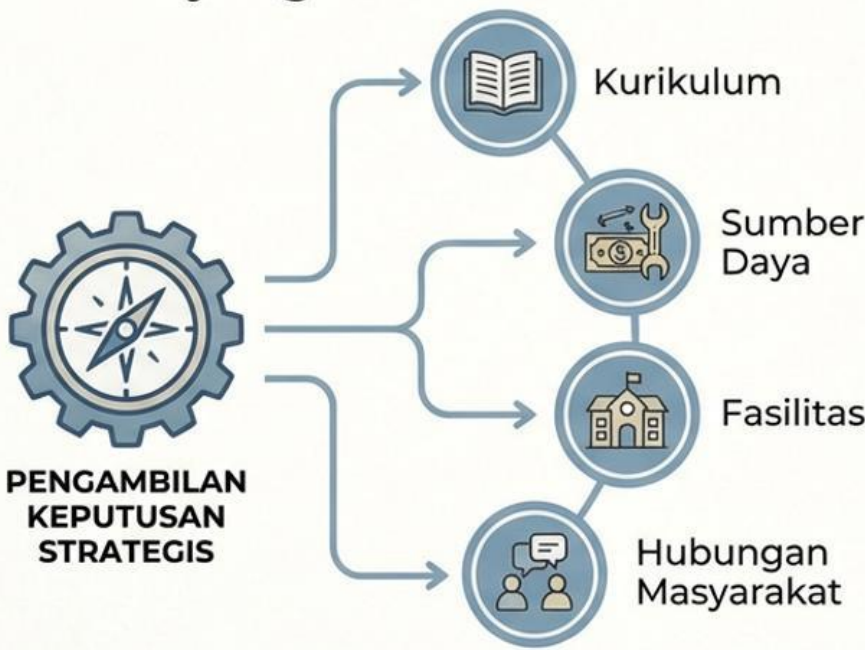 Kurikulum
Sumber
Daya
Fasilitas
Hubungan
Masyarakat
PENGAMBILAN
KEPUTUSAN
STRATEGIS